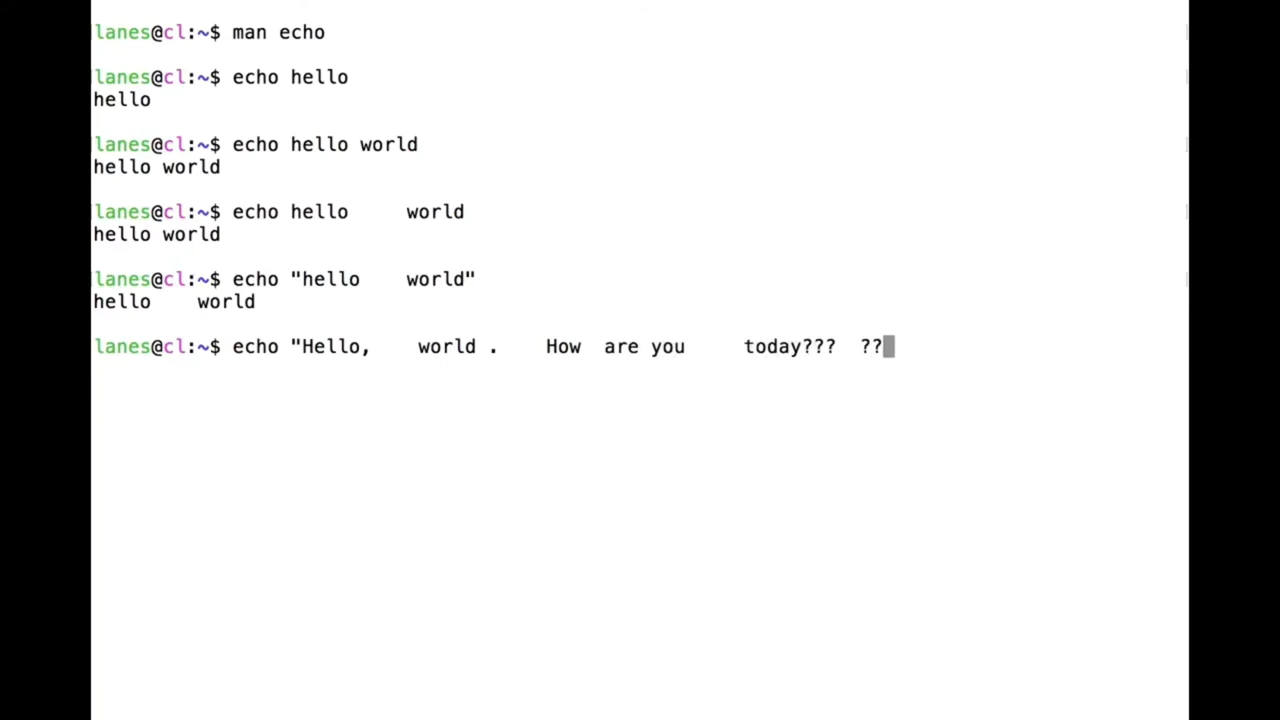 lanes@cl:~$ man echo
lanes@cl:~$ echo hello
hello
lanes@cl:~$ echo hello world
hello world
lanes@cl:~$ echo hello     world
hello world
lanes@cl:~$ echo "hello    world"
hello    world
lanes@cl:~$ echo "Hello,    world .    How  are you     today???  ??